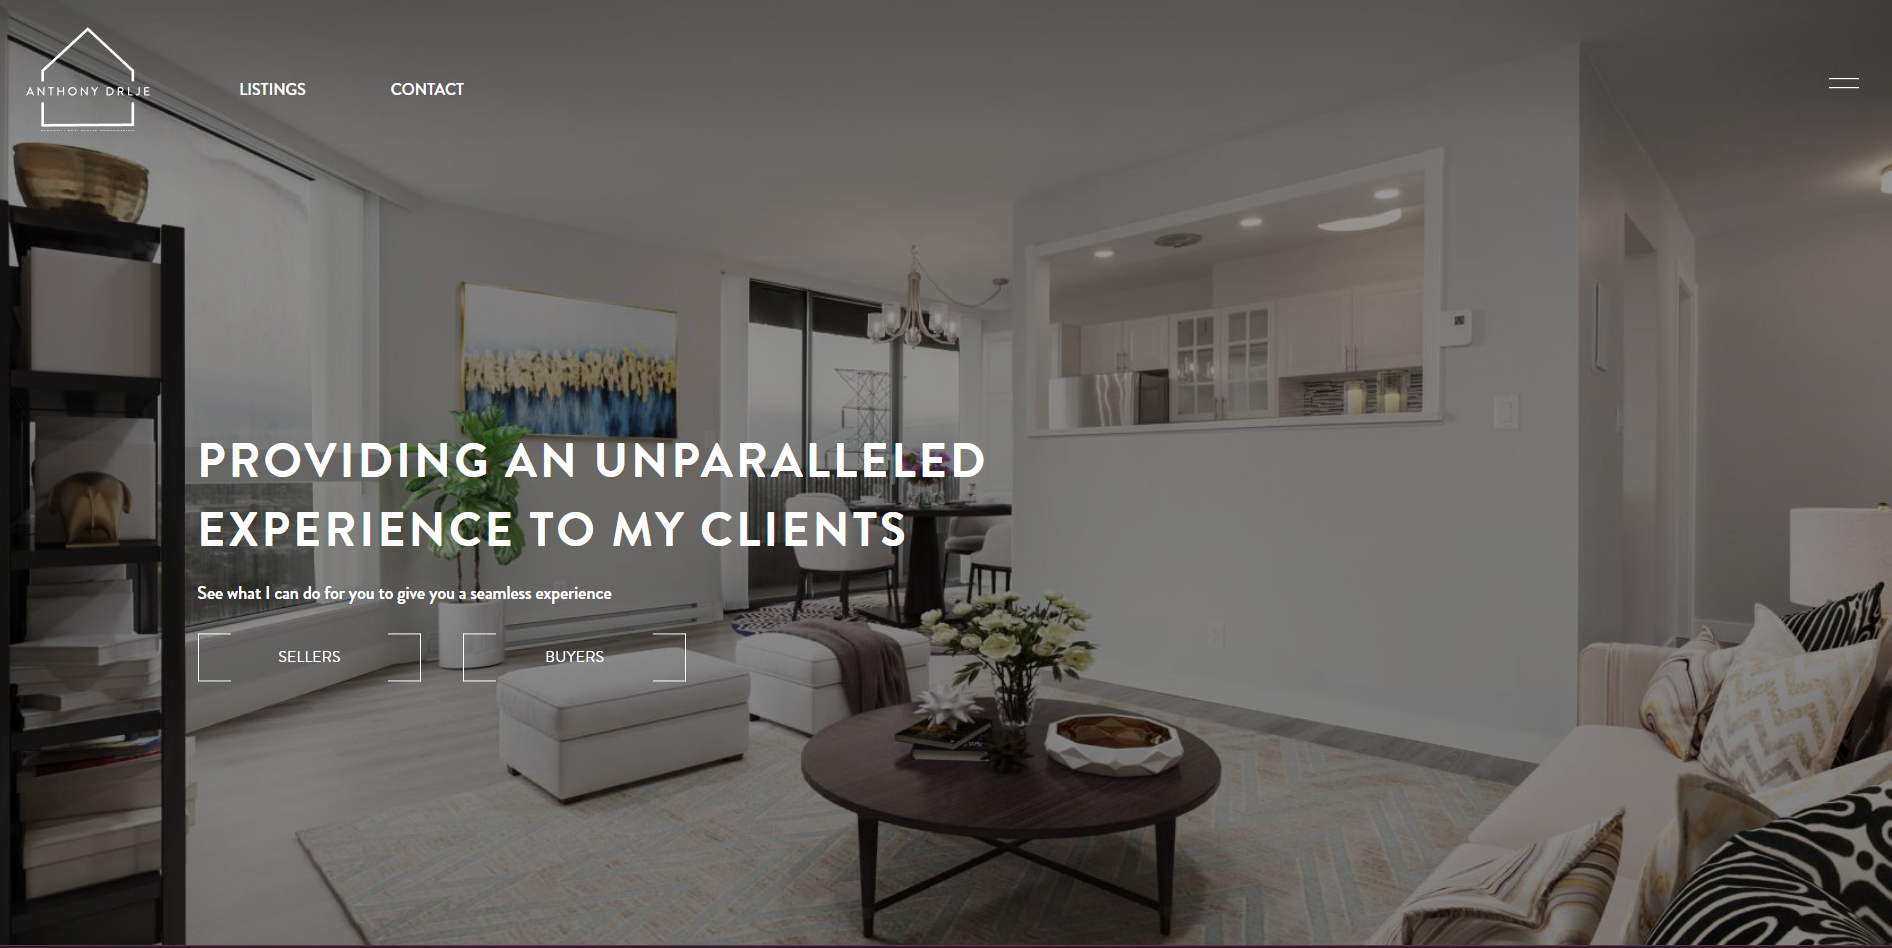 ANTHONY DRLJE
LISTINGS
CONTACT
PROVIDING AN UNPARALLELED
EXPERIENCE TO MY CLIENTS
See what I can do for you to give you a seamless experience
SELLERS
BUYERS